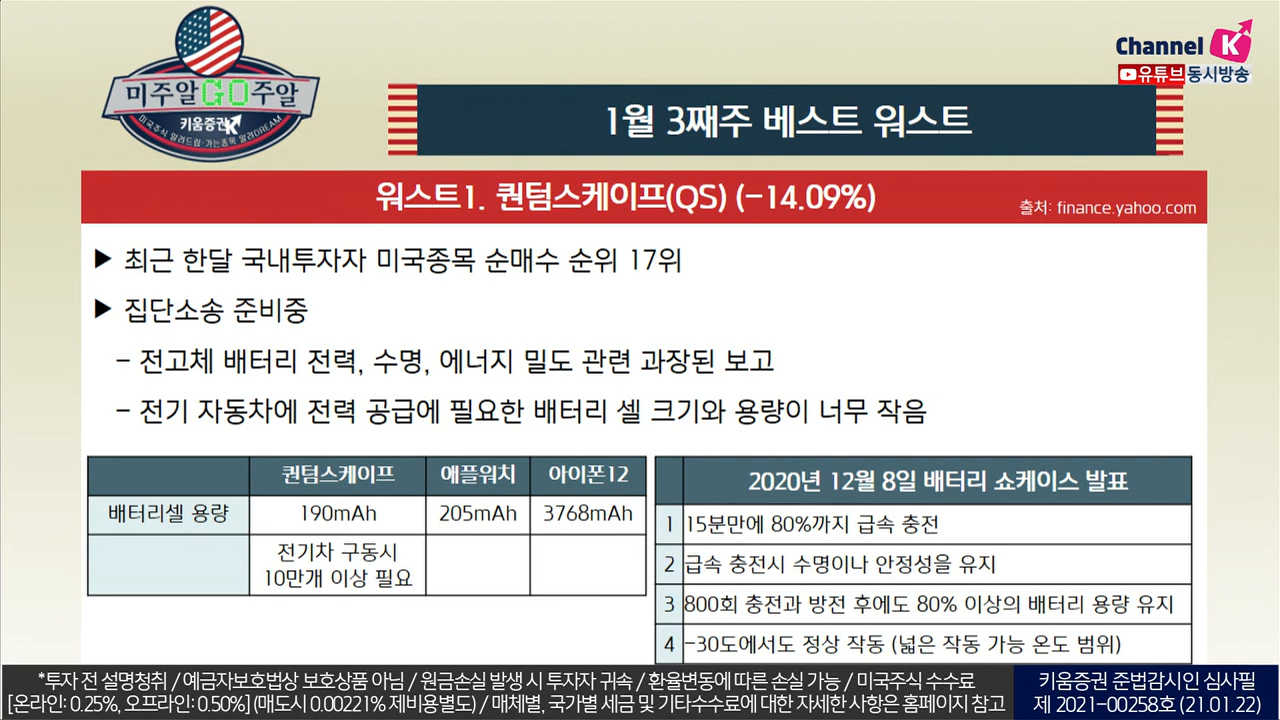 미주알GO주알
키움증권
미국주식 알려드림·가는종목 알려DREAM
Channel K
유튜브동시방송
1월 3째주 베스트 워스트
워스트1. 퀀텀스케이프(QS) (-14.09%)
출처: finance.yahoo.com
▶ 최근 한달 국내투자자 미국종목 순매수 순위 17위
▶ 집단소송 준비중
- 전고체 배터리 전력, 수명, 에너지 밀도 관련 과장된 보고
- 전기 자동차에 전력 공급에 필요한 배터리 셀 크기와 용량이 너무 작음
퀀텀스케이프 애플워치 아이폰12
배터리셀 용량 190mAh 205mAh 3768mAh
전기차 구동시
10만개 이상 필요
2020년 12월 8일 배터리 쇼케이스 발표
1 15분만에 80%까지 급속 충전
2 급속 충전시 수명이나 안정성을 유지
3 800회 충전과 방전 후에도 80% 이상의 배터리 용량 유지
4 -30도에서도 정상 작동 (넓은 작동 가능 온도 범위)
*투자 전 설명청취 / 예금자보호법상 보호상품 아님 / 원금손실 발생 시 투자자 귀속 / 환율변동에 따른 손실 가능 / 미국주식 수수료
[온라인: 0.25%, 오프라인: 0.50%] (매도시 0.00221% 제비용별도) / 매체별, 국가별 세금 및 기타수수료에 대한 자세한 사항은 홈페이지 참고
키움증권 준법감시인 심사필
제 2021-00258호 (21.01.22)